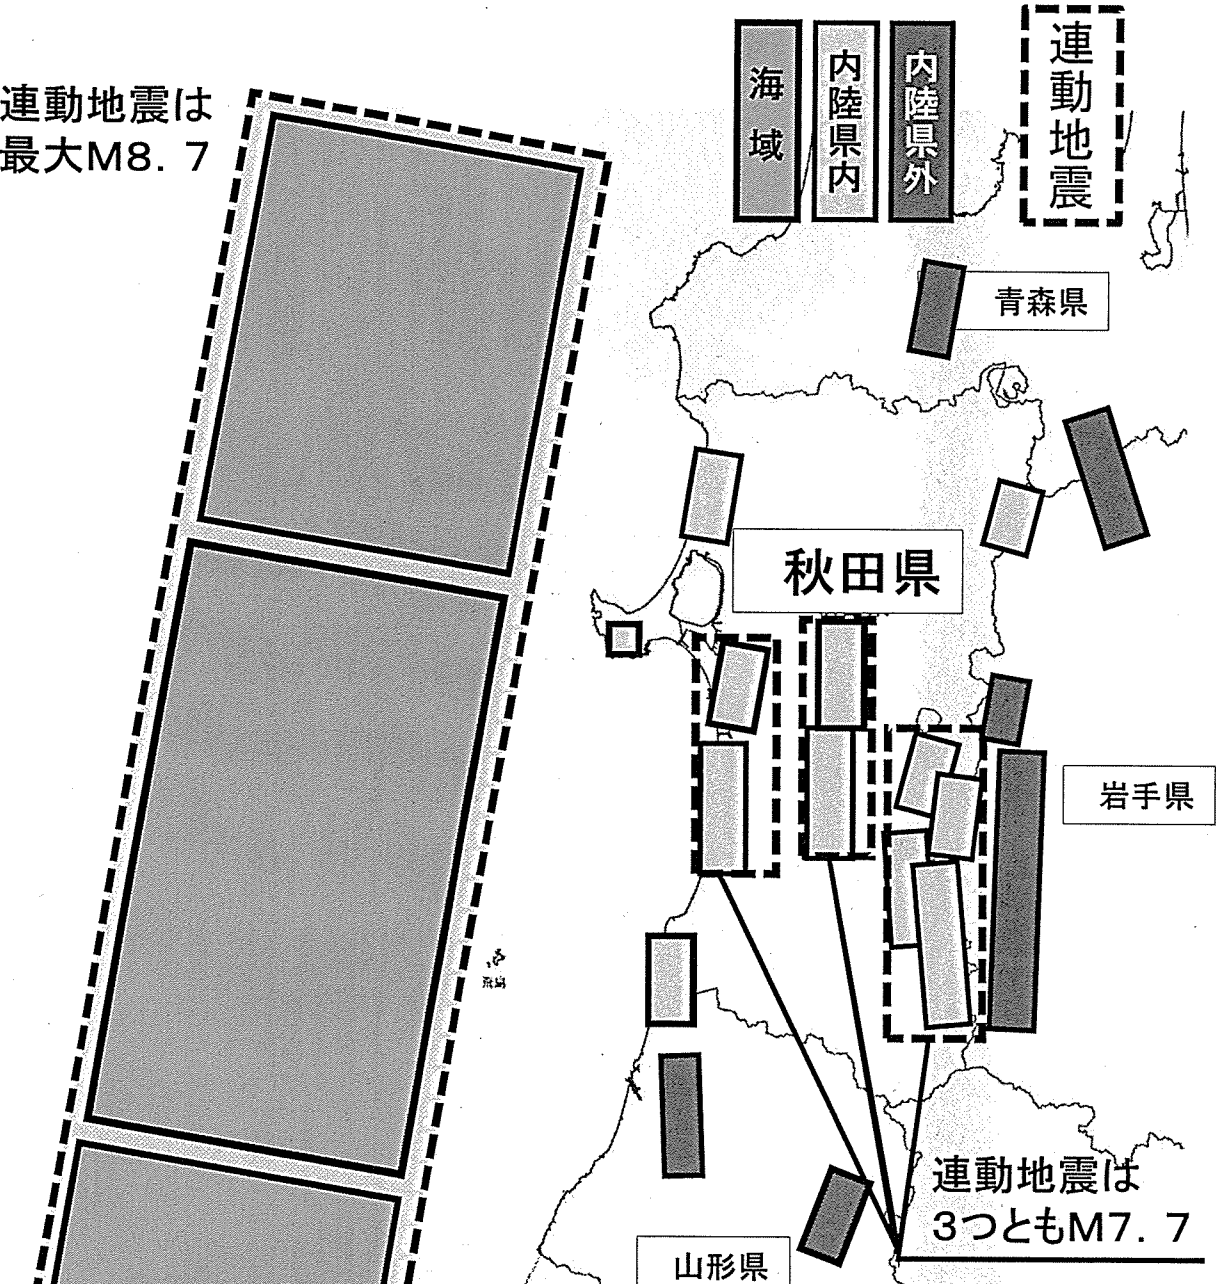 連動地震は
最大M8.7
海域
内陸県内
内陸県外
連動地震
青森県
秋田県
岩手県
連動地震は
3つともM7.7
山形県